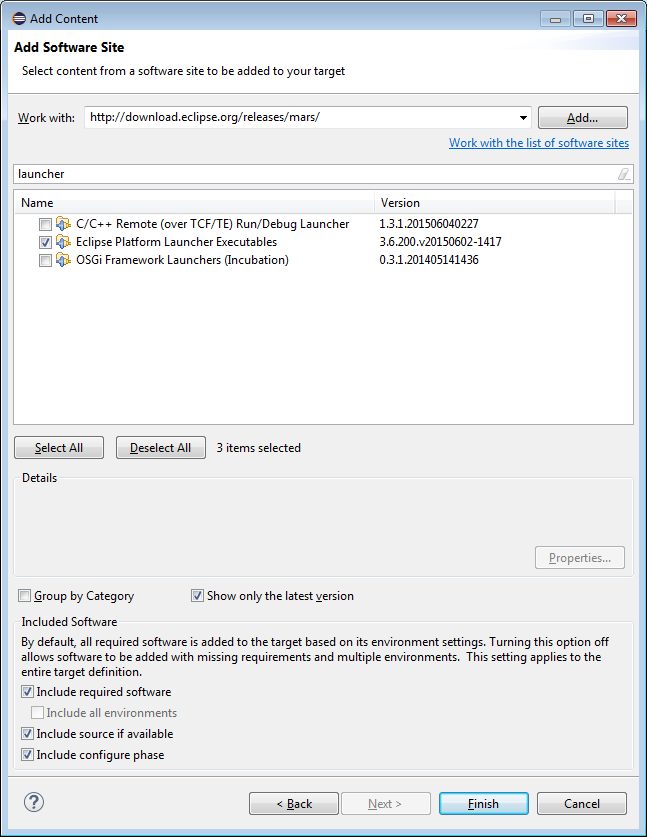 Add Content
Add Software Site
Select content from a software site to be added to your target
Work with: http://download.eclipse.org/releases/mars/ Add...
Work with the list of software sites
launcher
Name Version
C/C++ Remote (over TCF/TE) Run/Debug Launcher 1.3.1.201506040227
Eclipse Platform Launcher Executables 3.6.200.v20150602-1417
OSGi Framework Launchers (Incubation) 0.3.1.201405141436
Select All Deselect All 3 items selected
Details
Properties...
Group by Category Show only the latest version
Included Software
By default, all required software is added to the target based on its environment settings. Turning this option off
allows software to be added with missing requirements and multiple environments. This setting applies to the
entire target definition.
Include required software
Include all environments
Include source if available
Include configure phase
? < Back Next > Finish Cancel